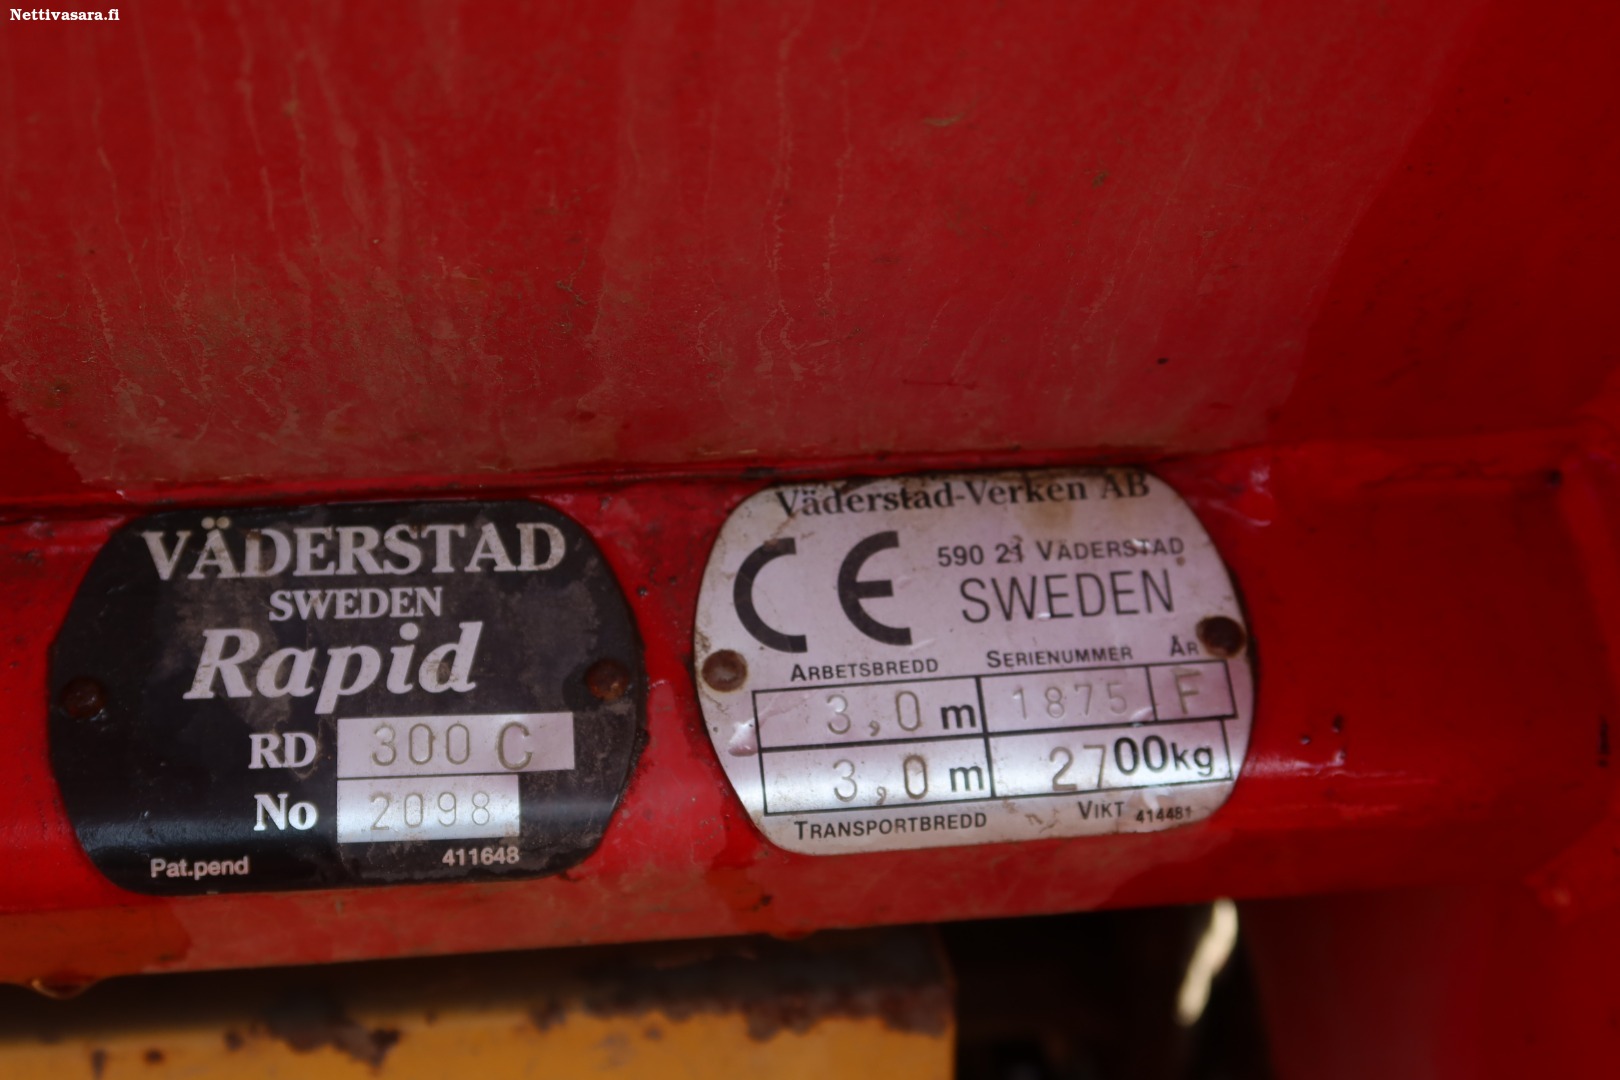 Nettivasara.fi
VÄDERSTAD
SWEDEN
Rapid
RD 300 C
No 2098
Pat.pend 411648
Väderstad-Verken AB
CE 590 21 VÄDERSTAD
SWEDEN
ARBETSBREDD SERIENUMMER ÅR
3,0 m 1875 F
3,0 m 2700kg
TRANSPORTBREDD VIKT 414481